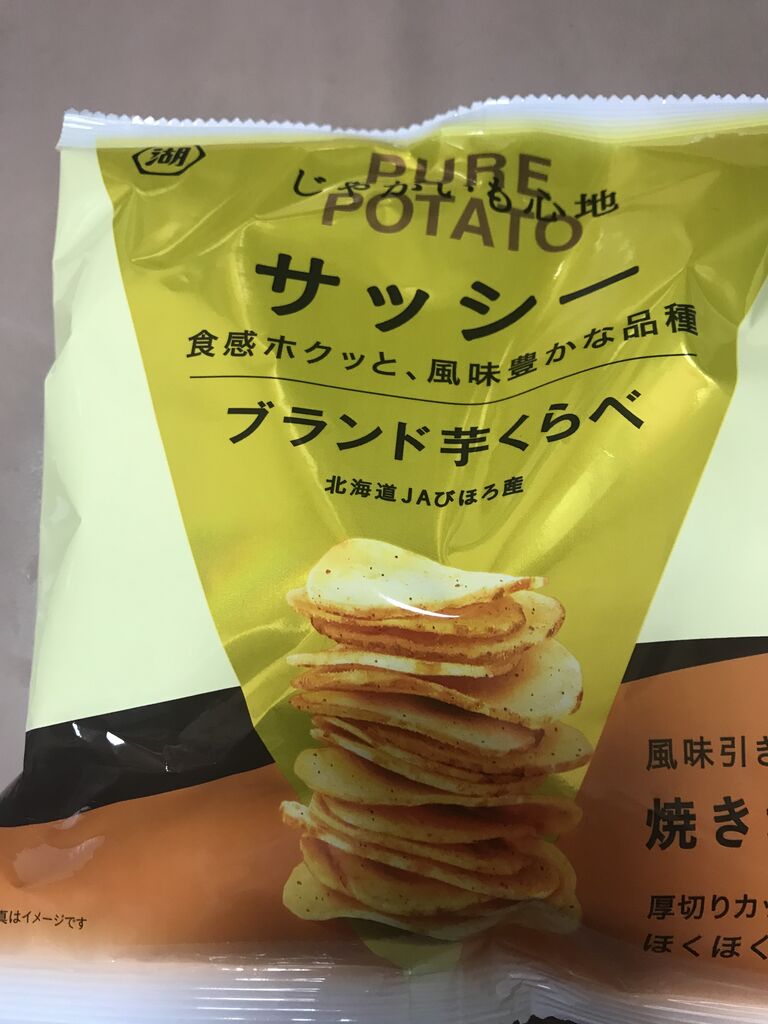 湖
PURE
POTATO
じゃがいも心地
サッシー
食感ホクッと、風味豊かな品種
ブランド芋くらべ
北海道JAびほろ産
風味引き
焼き
厚切りカッ
ほくほく
真はイメージです